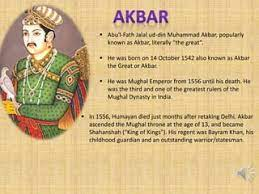 AKBAR
• Abu'l-Fath Jalal ud-din Muhammad Akbar, popularly
known as Akbar, literally "the great".
• He was born on 14 October 1542 also known as Akbar
the Great or Akbar.
• He was Mughal Emperor from 1556 until his death. He
was the third and one of the greatest rulers of the
Mughal Dynasty in India.
• In 1556, Humayan died just months after retaking Delhi. Akbar
ascended the Mughal throne at the age of 13, and became
Shahanshah ("King of Kings"). His regent was Bayram Khan, his
childhood guardian and an outstanding warrior/statesman.